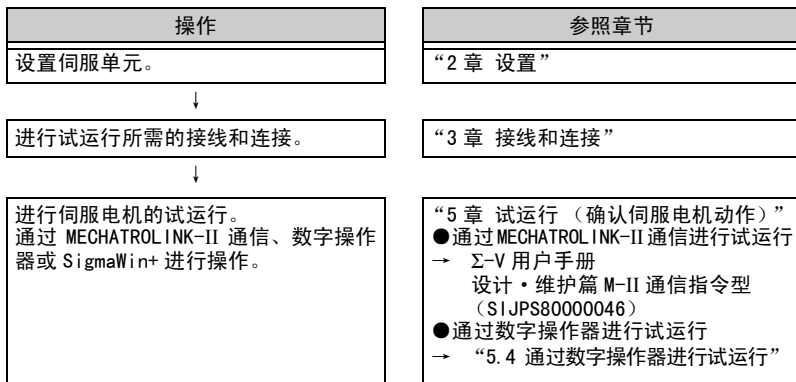 操作
参照章节
设置伺服单元。
“2 章 设置”
↓
进行试运行所需的接线和连接。
“3 章 接线和连接”
↓
进行伺服电机的试运行。
通过 MECHATROLINK-II 通信、数字操作
器或 SigmaWin+ 进行操作。
“5 章 试运行 （确认伺服电机动作）”
●通过MECHATROLINK-II通信进行试运行
→ Σ-V 用户手册
设计・维护篇 M-II 通信指令型
（SIJPS80000046）
●通过数字操作器进行试运行
→ “5.4 通过数字操作器进行试运行”